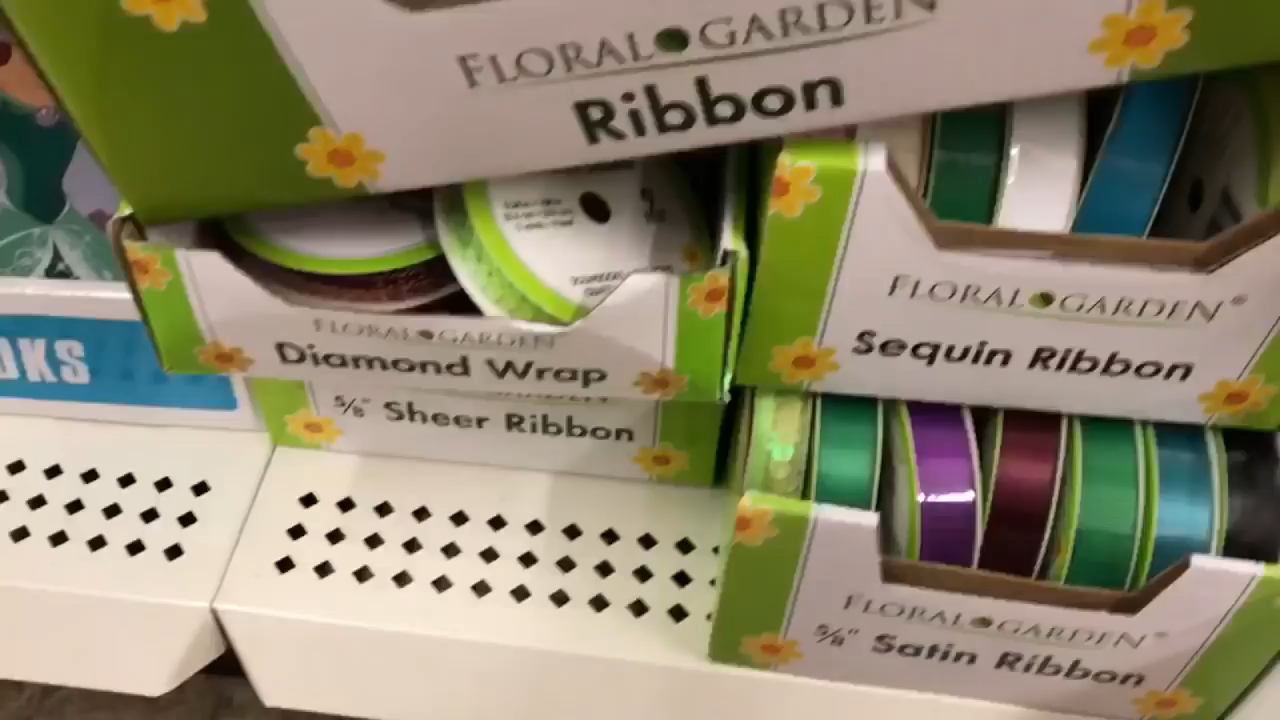 FLORAL GARDEN
Ribbon
FLORAL GARDEN
Diamond Wrap
5/8" Sheer Ribbon
FLORAL GARDEN®
Sequin Ribbon
OKS
FLORAL GARDEN®
5/8" Satin Ribbon